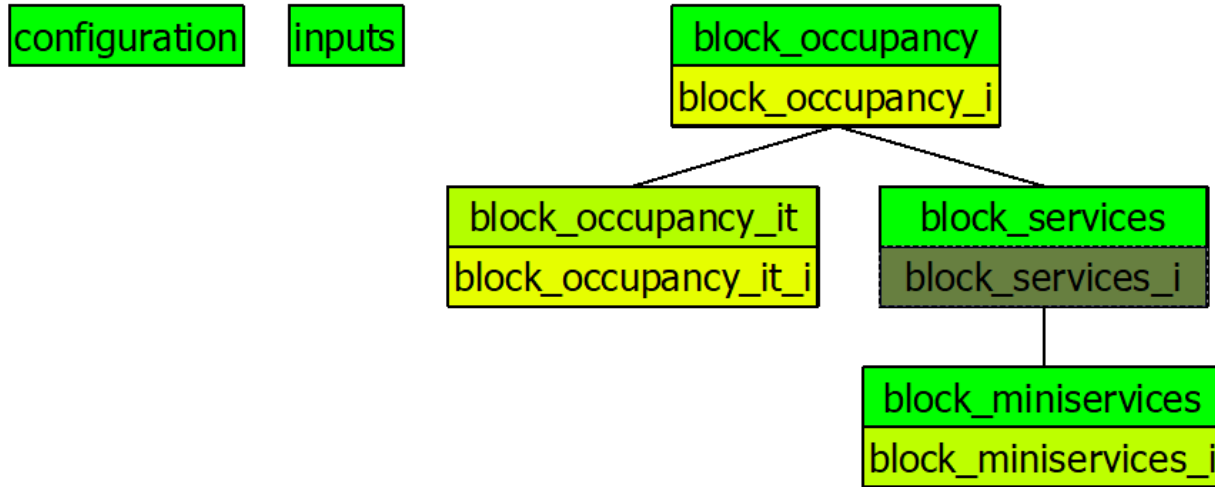 configuration
inputs
block_occupancy
block_occupancy_i
block_occupancy_it
block_occupancy_it_i
block_services
block_services_i
block_miniservices
block_miniservices_i